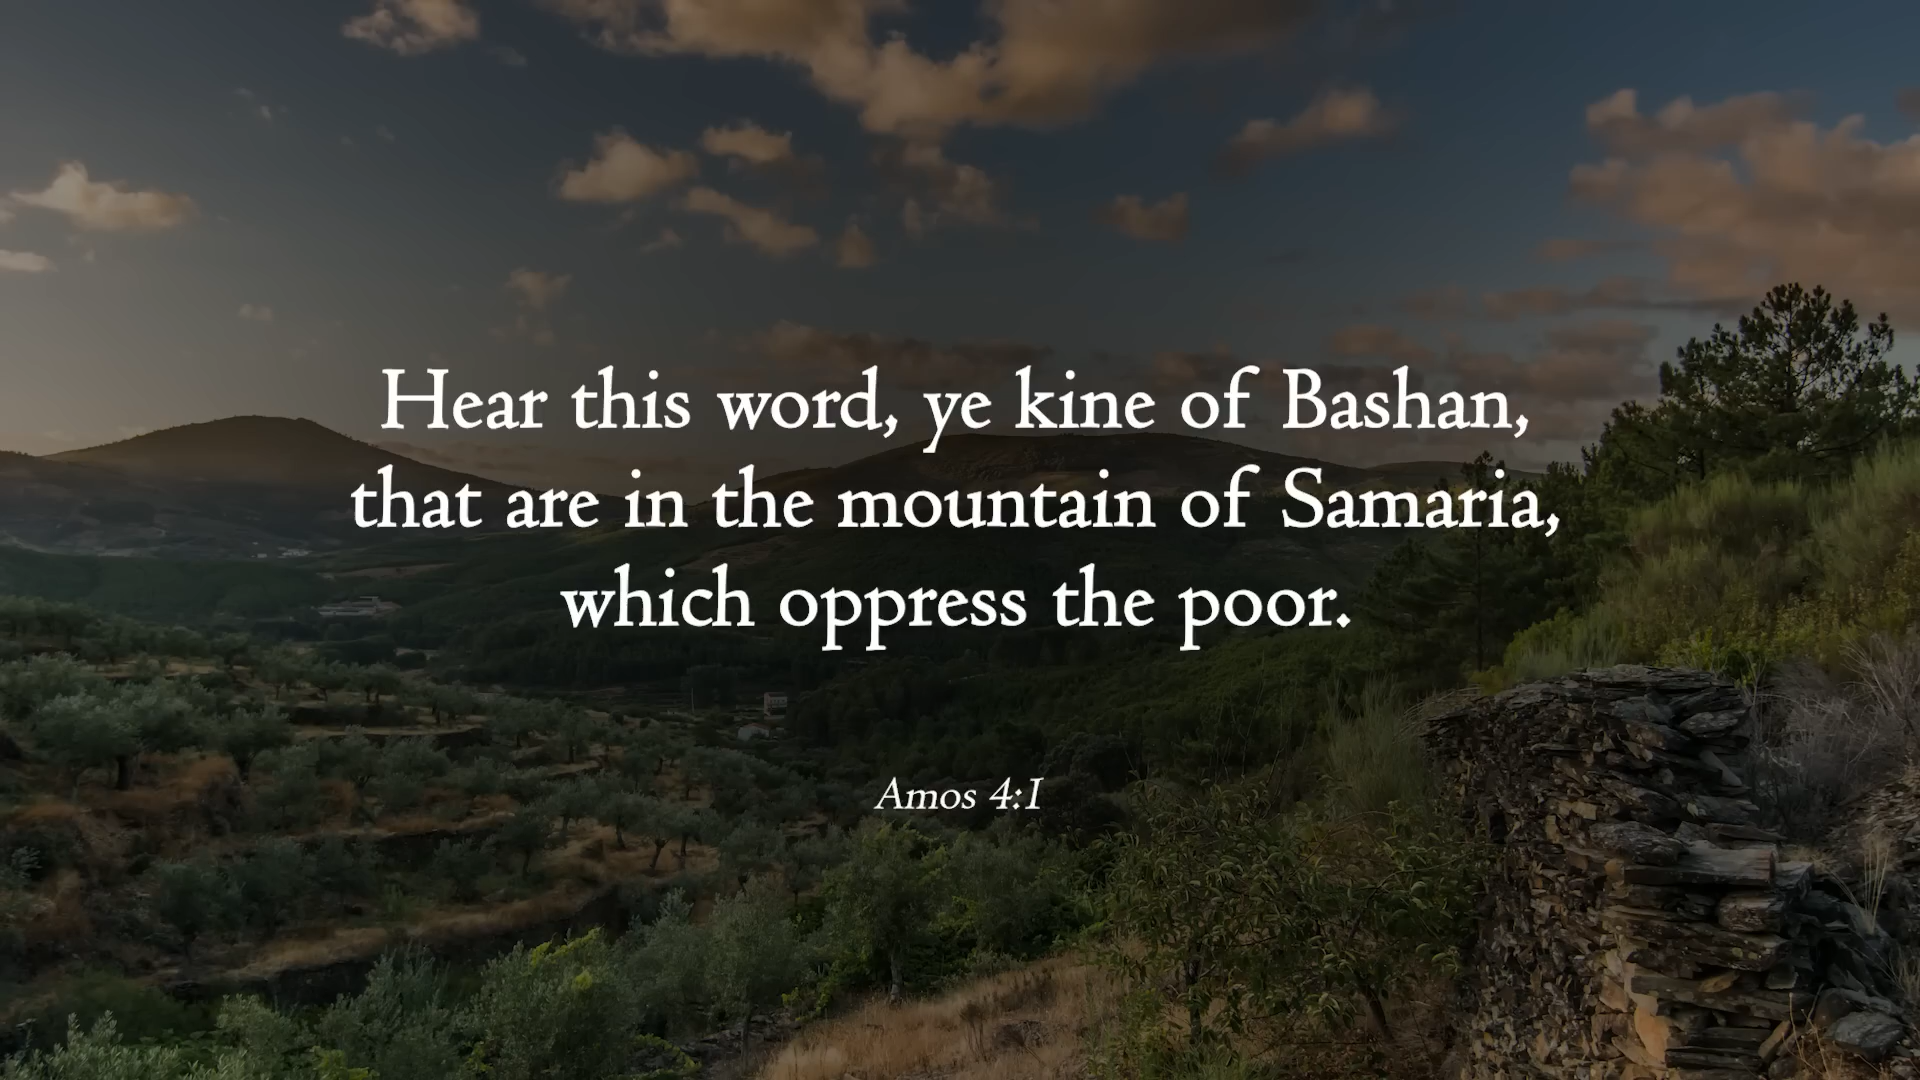 Hear this word, ye kine of Bashan,
that are in the mountain of Samaria,
which oppress the poor.
Amos 4:1